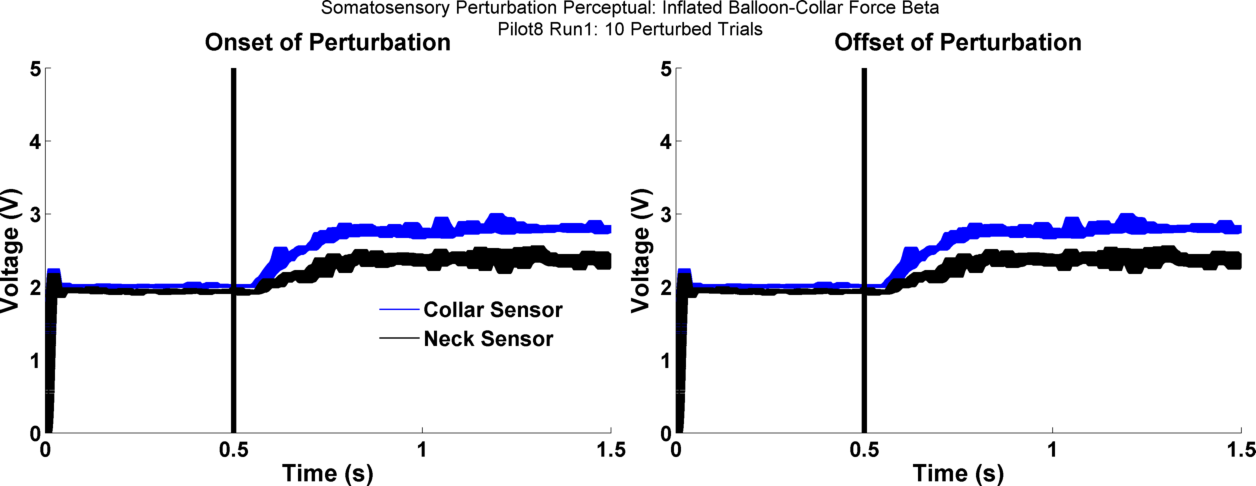 Somatosensory Perturbation Perceptual: Inflated Balloon-Collar Force Beta
Pilot8 Run1: 10 Perturbed Trials
Onset of Perturbation
5
4
3
2
1
0
Voltage (V)
0
0.5
1
1.5
Time (s)
Collar Sensor
Neck Sensor
Offset of Perturbation
5
4
3
2
1
0
Voltage (V)
0
0.5
1
1.5
Time (s)